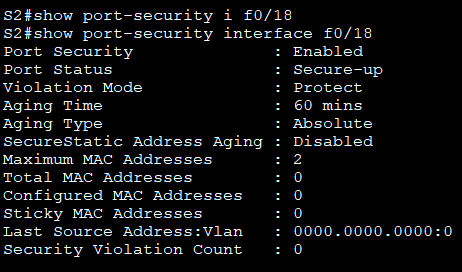 S2#show port-security i f0/18
S2#show port-security interface f0/18
Port Security              : Enabled
Port Status                : Secure-up
Violation Mode             : Protect
Aging Time                 : 60 mins
Aging Type                 : Absolute
SecureStatic Address Aging : Disabled
Maximum MAC Addresses      : 2
Total MAC Addresses        : 0
Configured MAC Addresses   : 0
Sticky MAC Addresses       : 0
Last Source Address:Vlan   : 0000.0000.0000:0
Security Violation Count   : 0